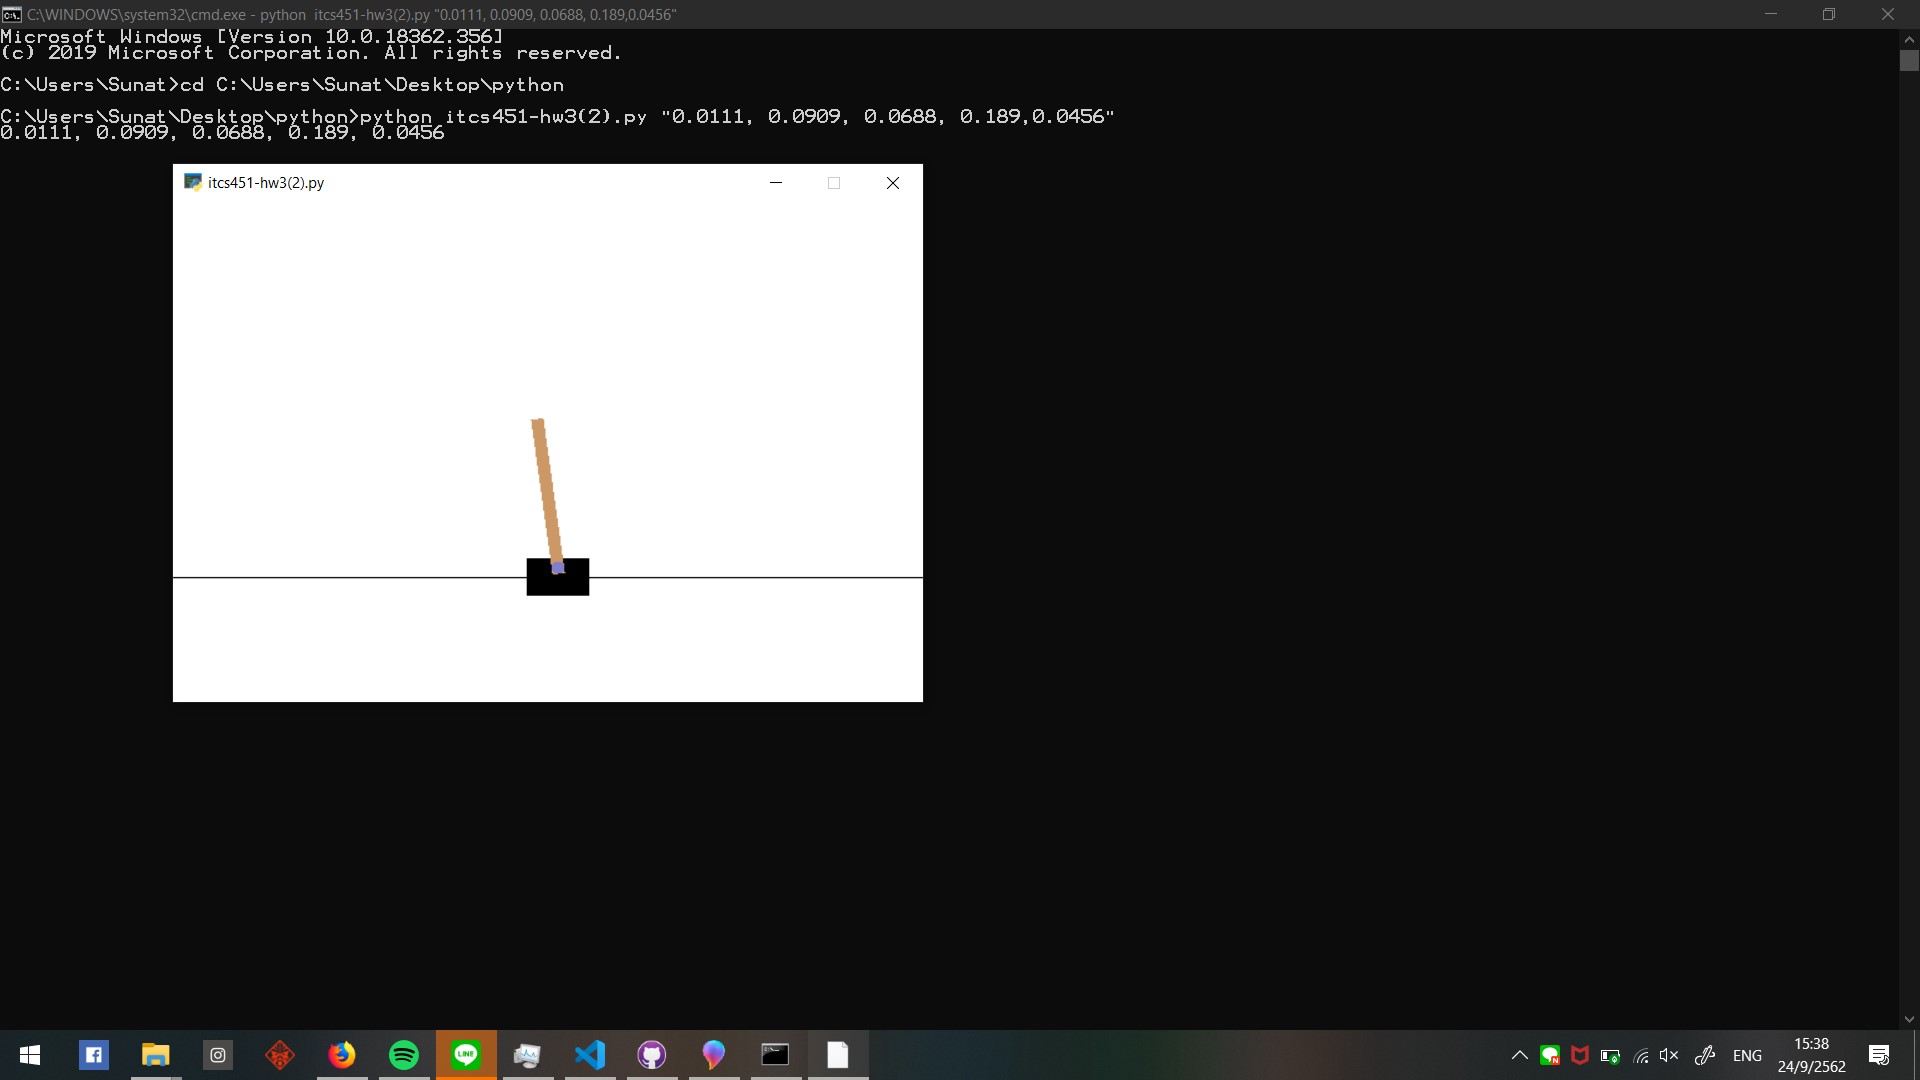 C:\WINDOWS\system32\cmd.exe - python  itcs451-hw3(2).py "0.0111, 0.0909, 0.0688, 0.189,0.0456"
Microsoft Windows [Version 10.0.18362.356]
(c) 2019 Microsoft Corporation. All rights reserved.
C:\Users\Sunat>cd C:\Users\Sunat\Desktop\python
C:\Users\Sunat\Desktop\python>python itcs451-hw3(2).py "0.0111, 0.0909, 0.0688, 0.189,0.0456"
0.0111, 0.0909, 0.0688, 0.189, 0.0456
itcs451-hw3(2).py
LINE
ENG
15:38
24/9/2562